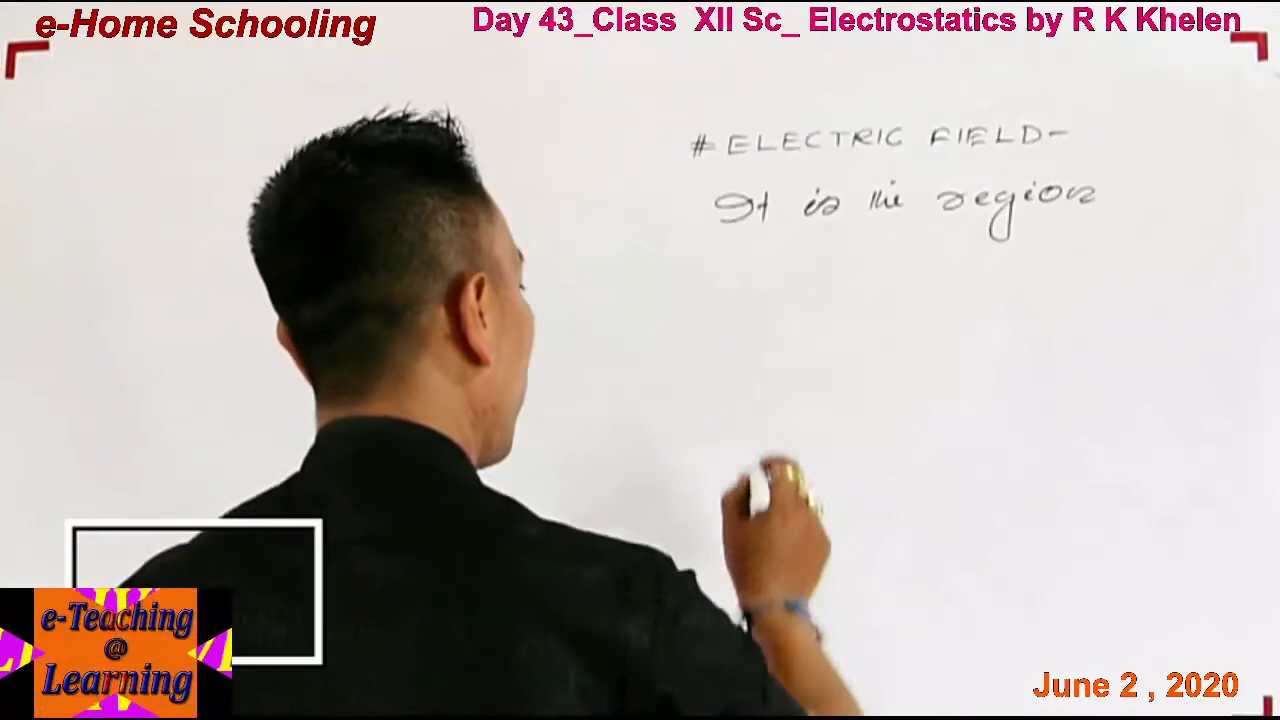 e-Home Schooling
Day 43_Class XII Sc_ Electrostatics by R K Khelen
# ELECTRIC FIELD-
It is the region
e-Teaching
@
Learning
June 2 , 2020